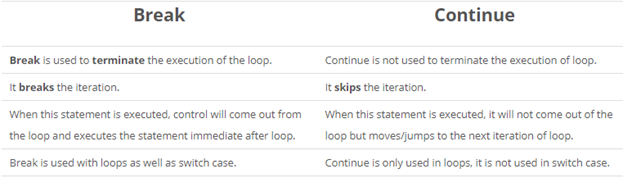 Break Continue
Break is used to terminate the execution of the loop. Continue is not used to terminate the execution of loop.
It breaks the iteration. It skips the iteration.
When this statement is executed, control will come out from When this statement is executed, it will not come out of the
the loop and executes the statement immediate after loop. loop but moves/jumps to the next iteration of loop.
Break is used with loops as well as switch case. Continue is only used in loops, it is not used in switch case.